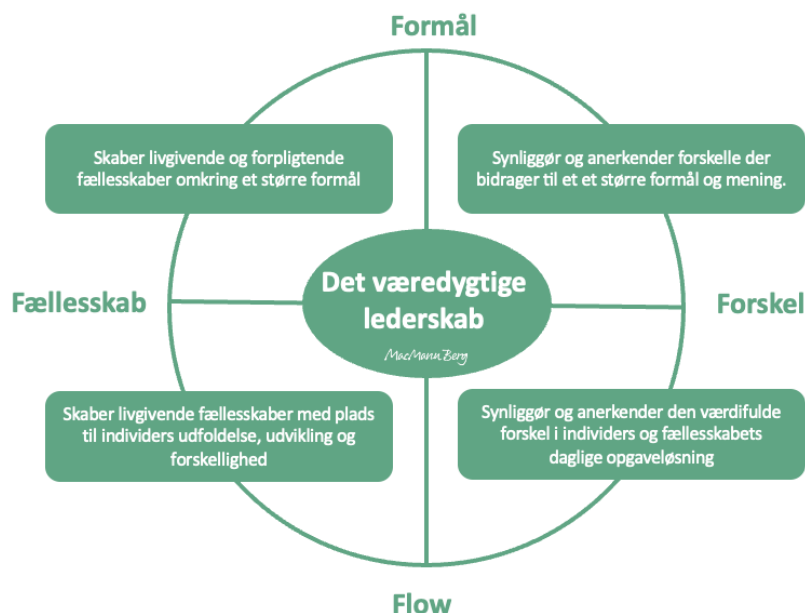 Formål
Skaber livgivende og forpligtende
fællesskaber omkring et større formål
Synliggør og anerkender forskelle der
bidrager til et et større formål og mening.
Fællesskab
Det væredygtige
lederskab
MacMann Berg
Forskel
Skaber livgivende fællesskaber med plads
til individers udfoldelse, udvikling og
forskellighed
Synliggør og anerkender den værdifulde
forskel i individers og fællesskabets
daglige opgaveløsning
Flow